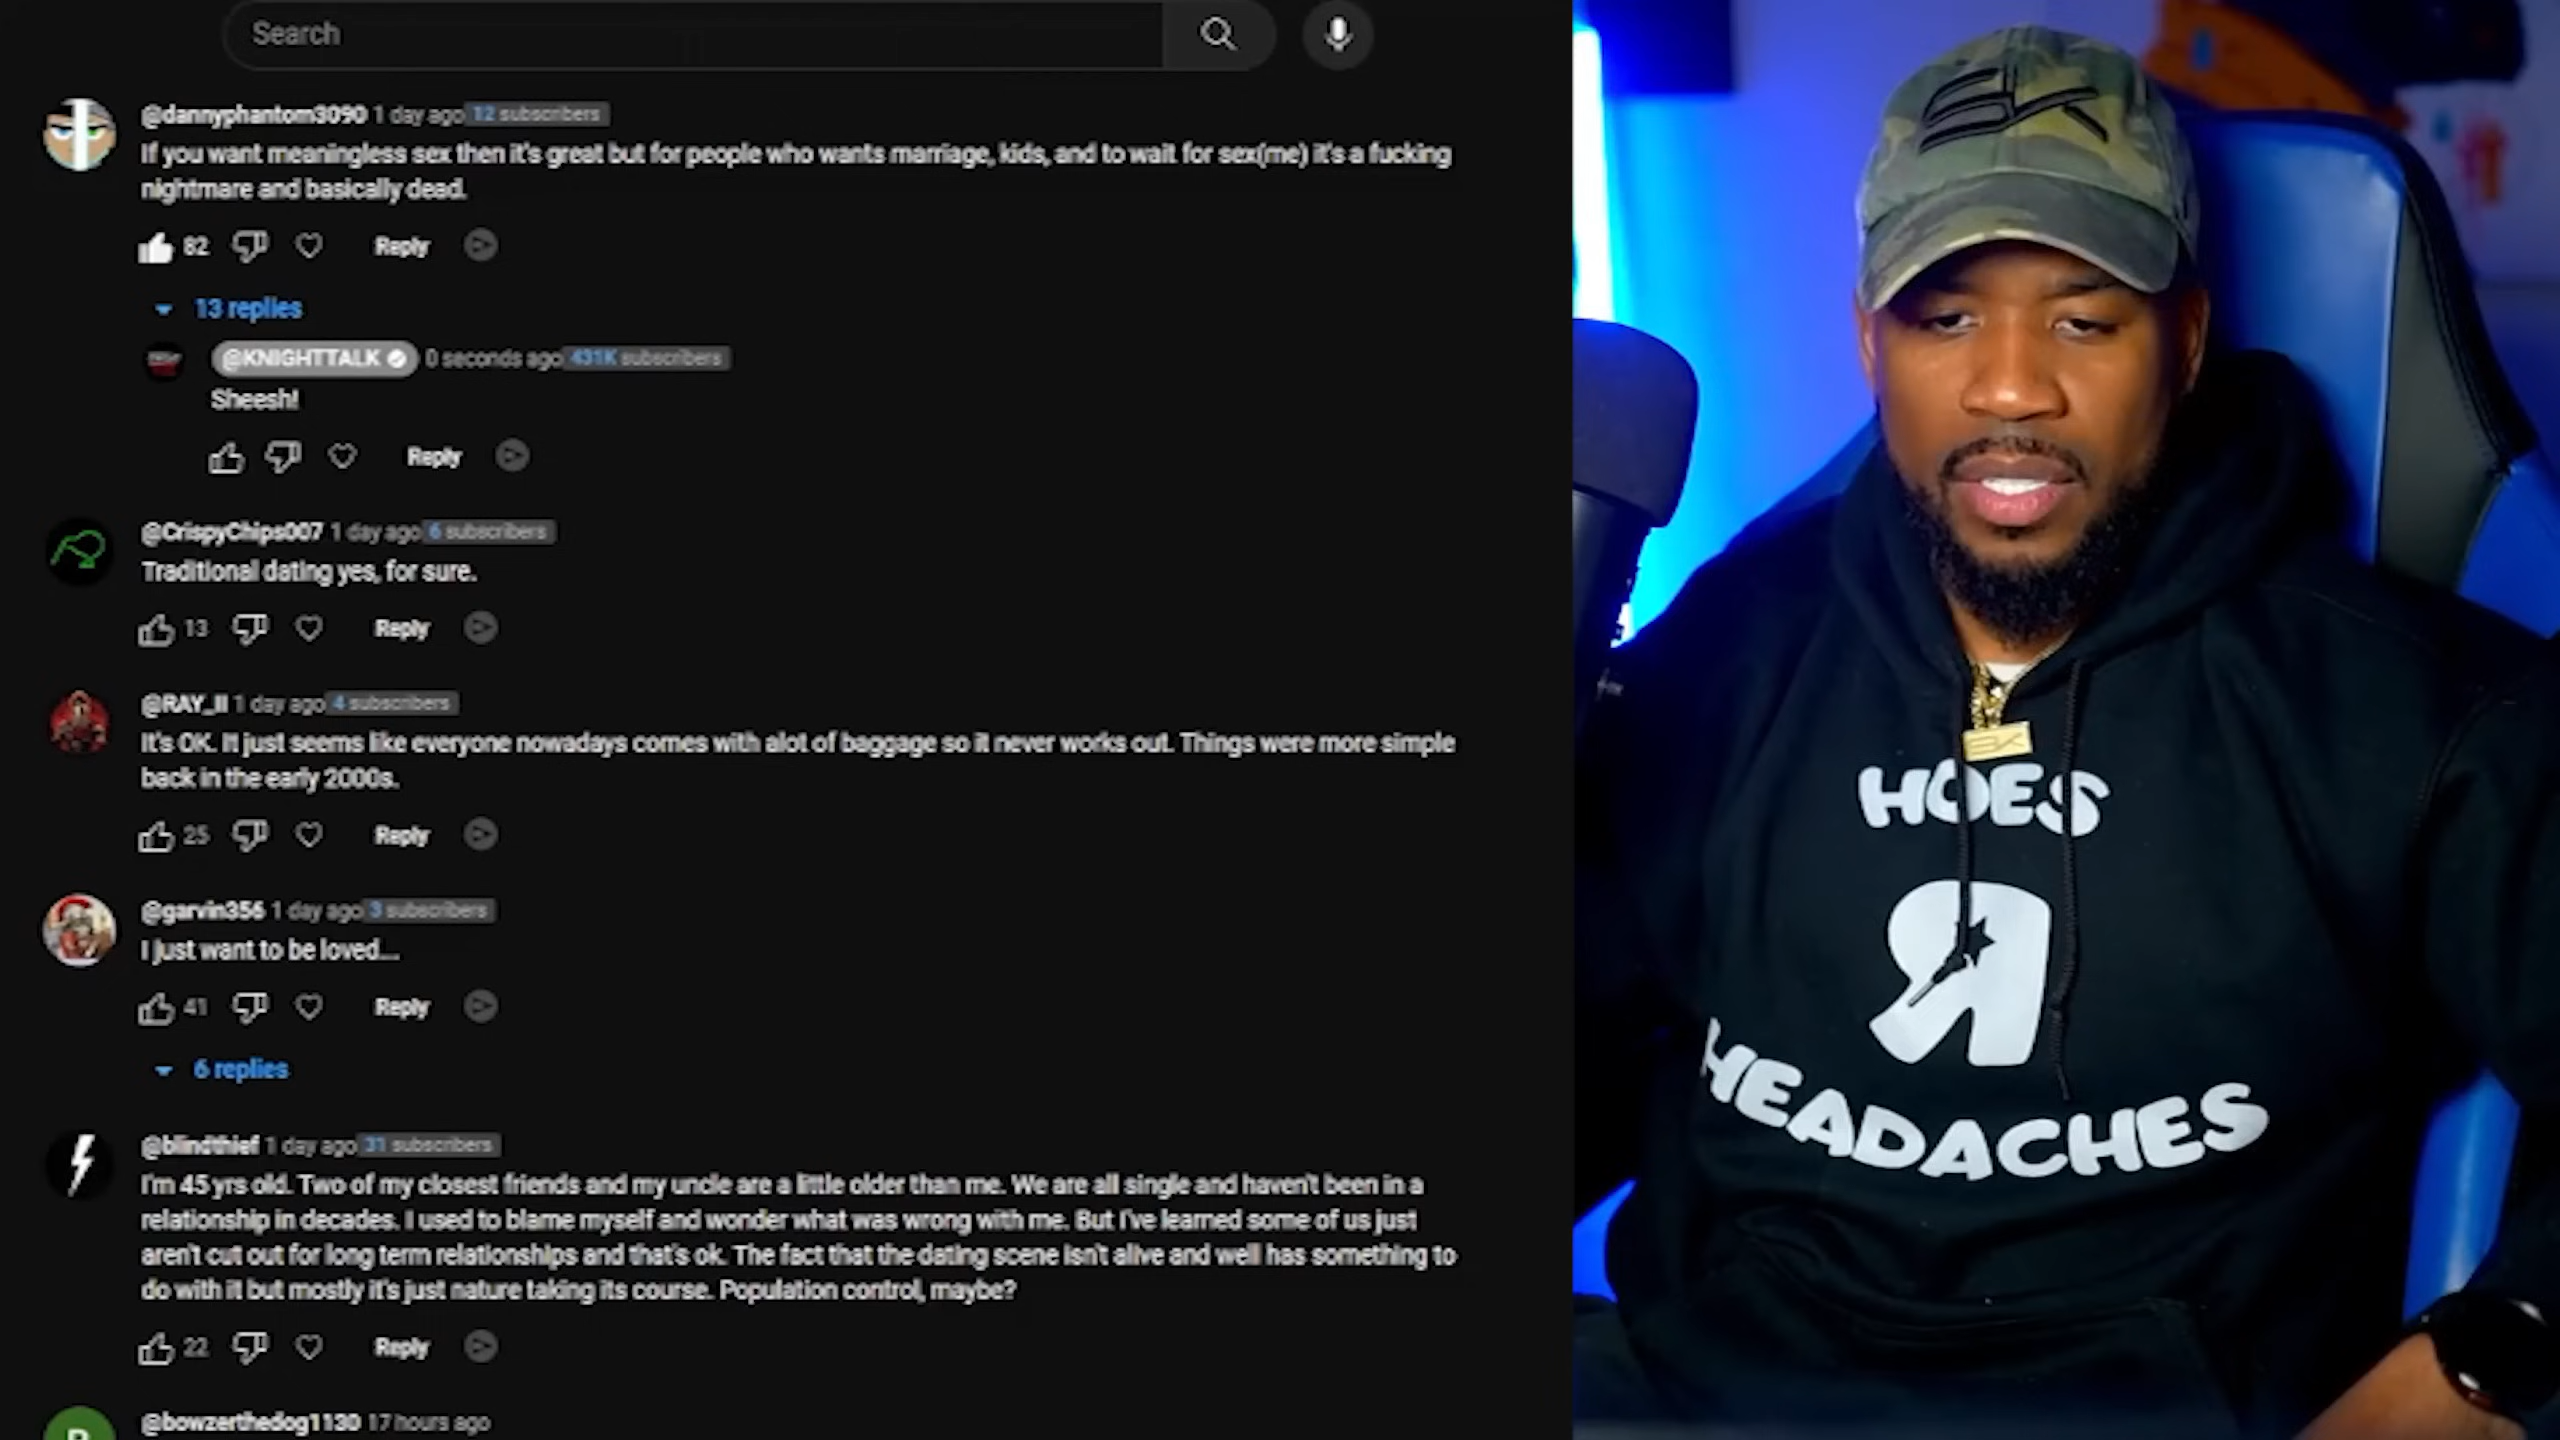 Search
@dannyphantom3090 1 day ago 12 subscribers
If you want meaningless sex then it's great but for people who wants marriage, kids, and to wait for sex(me) it's a fucking
nightmare and basically dead.
82 Reply
13 replies
@KNIGHTTALK 0 seconds ago 431K subscribers
Sheesh!
Reply
@CrispyChips007 1 day ago 6 subscribers
Traditional dating yes, for sure.
13 Reply
@RAY_II 1 day ago 4 subscribers
It's OK. It just seems like everyone nowadays comes with alot of baggage so it never works out. Things were more simple
back in the early 2000s.
25 Reply
@garvin356 1 day ago 3 subscribers
I just want to be loved...
41 Reply
6 replies
@blindthief 1 day ago 31 subscribers
I'm 45 yrs old. Two of my closest friends and my uncle are a little older than me. We are all single and haven't been in a
relationship in decades. I used to blame myself and wonder what was wrong with me. But I've learned some of us just
aren't cut out for long term relationships and that's ok. The fact that the dating scene isn't alive and well has something to
do with it but mostly it's just nature taking its course. Population control, maybe?
22 Reply
@bowzerthedog1130 17 hours ago
SK
SK
HOES
R
HEADACHES